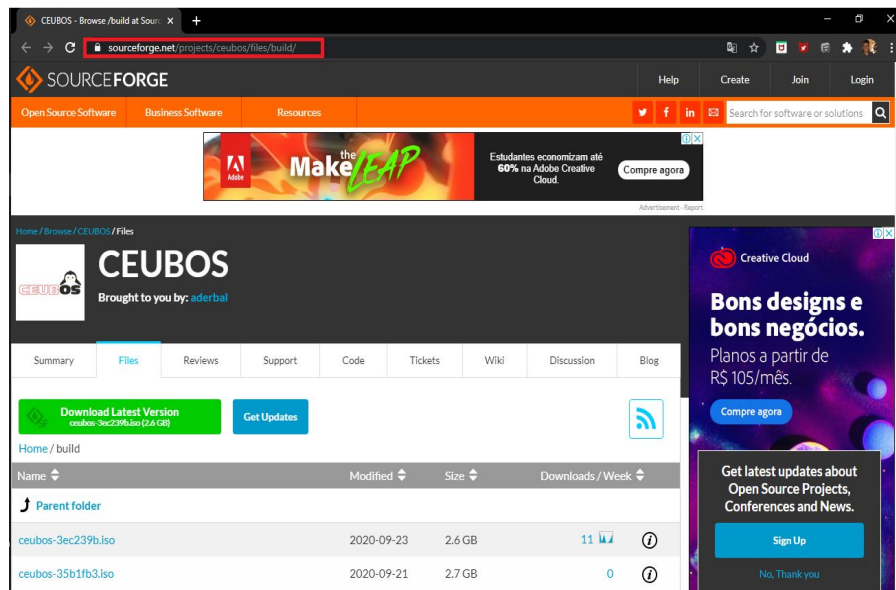 CEUBOS - Browse /build at Sourc
sourceforge.net/projects/ceubos/files/build/
SOURCEFORGE
Help Create Join Login
Open Source Software Business Software Resources
Search for software or solutions
Adobe
Make the LEAP
Estudantes economizam até
60% na Adobe Creative
Cloud.
Compre agora
Advertisement - Report
Home / Browse / CEUBOS / Files
CEUBOS
CEUBOS
Brought to you by: aderbal
Summary Files Reviews Support Code Tickets Wiki Discussion Blog
Download Latest Version
ceubos-3ec239b.iso (2.6 GB)
Get Updates
Home / build
Name Modified Size Downloads / Week
Parent folder
ceubos-3ec239b.iso 2020-09-23 2.6 GB 11
ceubos-35b1fb3.iso 2020-09-21 2.7 GB 0
Creative Cloud
Bons designs e
bons negócios.
Planos a partir de
R$ 105/mês.
Compre agora
Get latest updates about
Open Source Projects,
Conferences and News.
Sign Up
No, Thank you